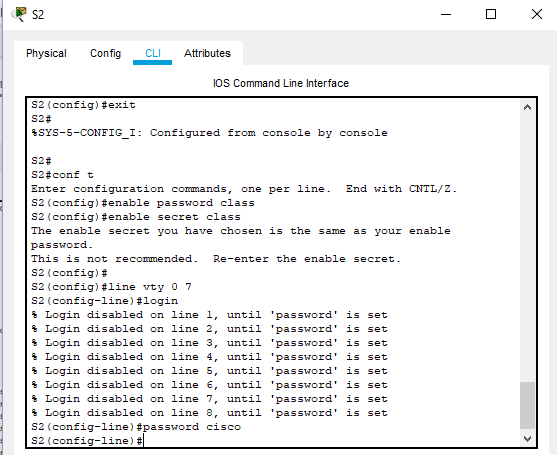 S2
Physical Config CLI Attributes
IOS Command Line Interface
S2(config)#exit
S2#
%SYS-5-CONFIG_I: Configured from console by console
S2#
S2#conf t
Enter configuration commands, one per line.  End with CNTL/Z.
S2(config)#enable password class
S2(config)#enable secret class
The enable secret you have chosen is the same as your enable
password.
This is not recommended.  Re-enter the enable secret.
S2(config)#
S2(config)#line vty 0 7
S2(config-line)#login
% Login disabled on line 1, until 'password' is set
% Login disabled on line 2, until 'password' is set
% Login disabled on line 3, until 'password' is set
% Login disabled on line 4, until 'password' is set
% Login disabled on line 5, until 'password' is set
% Login disabled on line 6, until 'password' is set
% Login disabled on line 7, until 'password' is set
% Login disabled on line 8, until 'password' is set
S2(config-line)#password cisco
S2(config-line)#